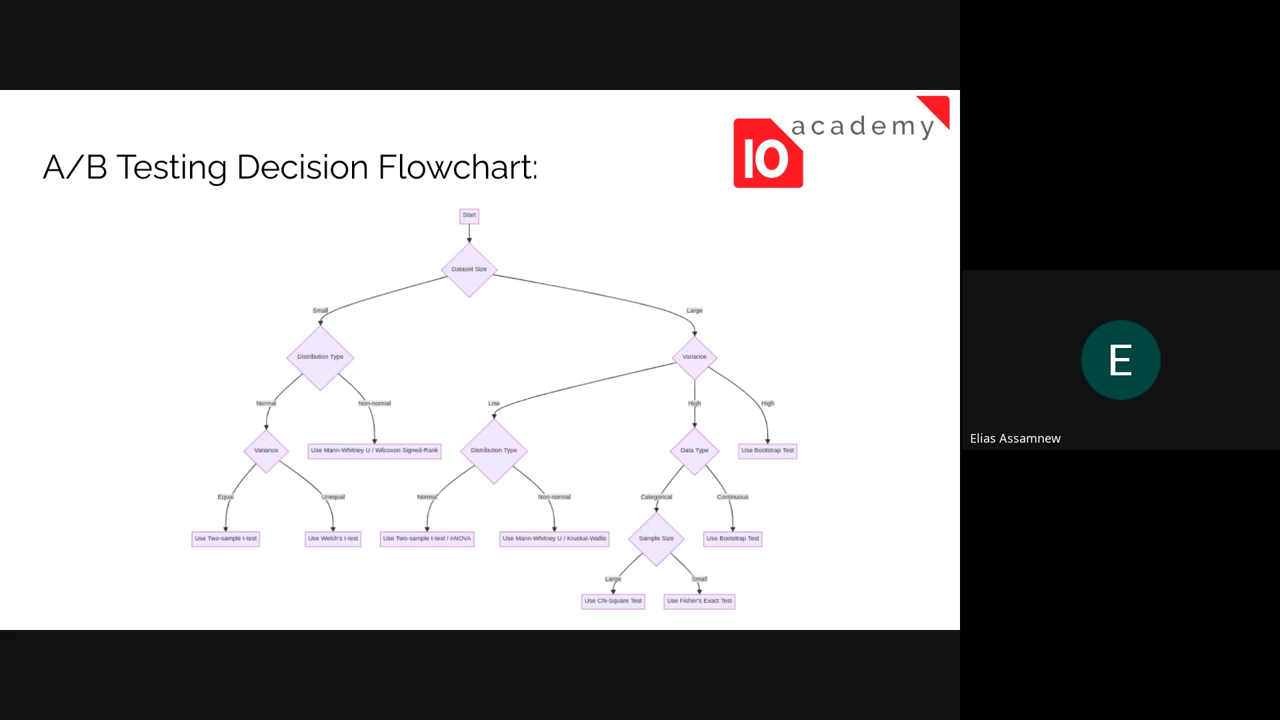 academy
10
A/B Testing Decision Flowchart:
Start
Dataset Size
Small
Large
Distribution Type
Variance
Normal
Non-normal
Low
High
High
Variance
Use Mann-Whitney U / Wilcoxon Signed-Rank
Distribution Type
Data Type
Use Bootstrap Test
Equal
Unequal
Normal
Non-normal
Categorical
Continuous
Use Two-sample t-test
Use Welch's t-test
Use Two-sample t-test / ANOVA
Use Mann-Whitney U / Kruskal-Wallis
Sample Size
Use Bootstrap Test
Large
Small
Use Chi-Square Test
Use Fisher's Exact Test
E
Elias Assamnew